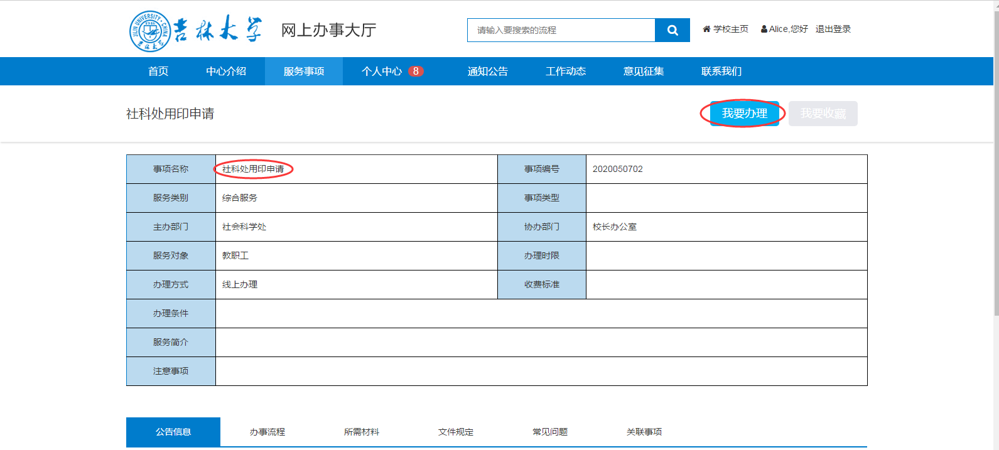 JILIN UNIVERSITY · CHINA
1946
吉林大学
吉林大学
网上办事大厅
请输入要搜索的流程
学校主页 Alice,您好 退出登录
首页 中心介绍 服务事项 个人中心 8 通知公告 工作动态 意见征集 联系我们
社科处用印申请 我要办理 我要收藏
事项名称 社科处用印申请 事项编号 2020050702
服务类别 综合服务 事项类型
主办部门 社会科学处 协办部门 校长办公室
服务对象 教职工 办理时限
办理方式 线上办理 收费标准
办理条件
服务简介
注意事项
公告信息 办事流程 所需材料 文件规定 常见问题 关联事项